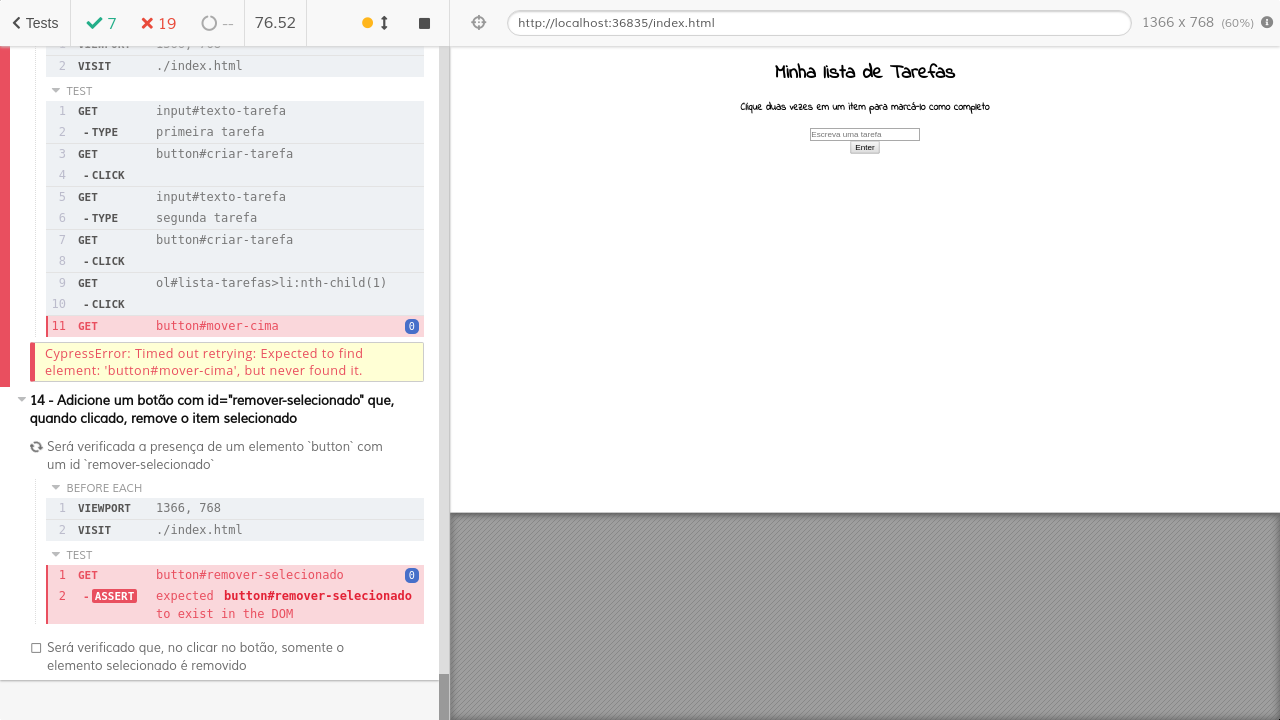 Tests 7 19 -- 76.52 http://localhost:36835/index.html 1366 x 768 (60%)
2 VISIT ./index.html
TEST
1 GET input#texto-tarefa
2 -TYPE primeira tarefa
3 GET button#criar-tarefa
4 -CLICK
5 GET input#texto-tarefa
6 -TYPE segunda tarefa
7 GET button#criar-tarefa
8 -CLICK
9 GET ol#lista-tarefas>li:nth-child(1)
10 -CLICK
11 GET button#mover-cima 0
CypressError: Timed out retrying: Expected to find
element: 'button#mover-cima', but never found it.
14 - Adicione um botão com id="remover-selecionado" que,
quando clicado, remove o item selecionado
Será verificada a presença de um elemento `button` com
um id `remover-selecionado`
BEFORE EACH
1 VIEWPORT 1366, 768
2 VISIT ./index.html
TEST
1 GET button#remover-selecionado 0
2 -ASSERT expected button#remover-selecionado
to exist in the DOM
Será verificado que, no clicar no botão, somente o
elemento selecionado é removido
Minha lista de Tarefas
Clique duas vezes em um item para marcá-lo como completo
Escreva uma tarefa
Enter